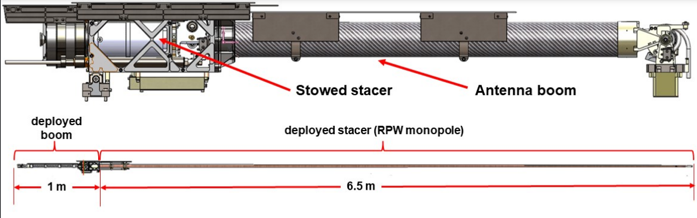 Stowed stacer
Antenna boom
deployed
boom
deployed stacer (RPW monopole)
1 m
6.5 m